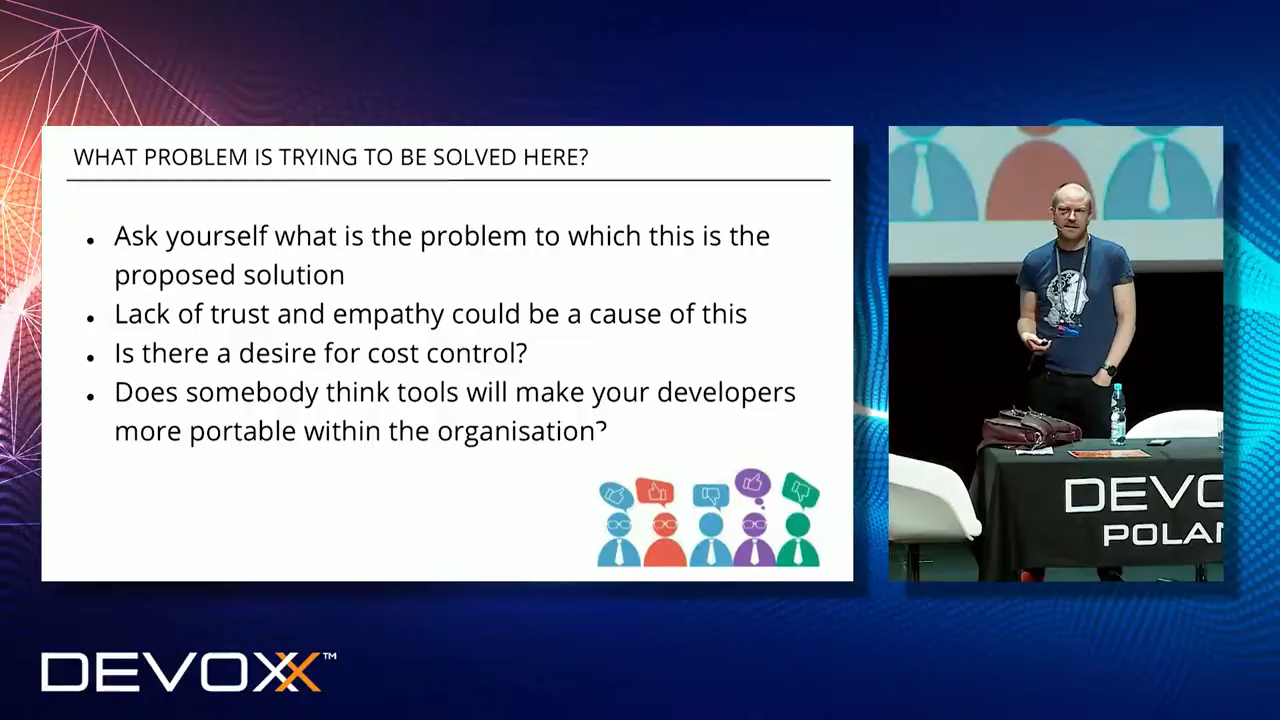 WHAT PROBLEM IS TRYING TO BE SOLVED HERE?
• Ask yourself what is the problem to which this is the
proposed solution
• Lack of trust and empathy could be a cause of this
• Is there a desire for cost control?
• Does somebody think tools will make your developers
more portable within the organisation?
DEVOX
POLAN
DEVOXX™